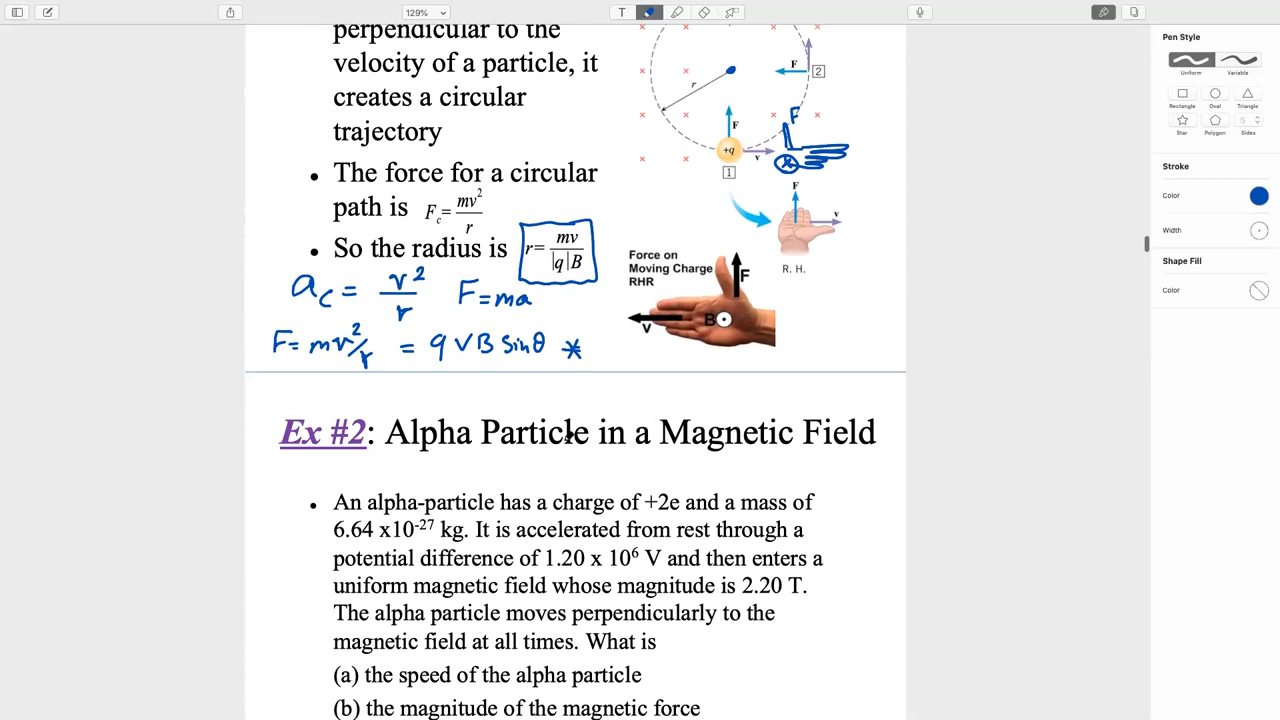 129%
T
perpendicular to the
velocity of a particle, it
creates a circular
trajectory
• The force for a circular
path is F_c = mv²/r
• So the radius is r = mv/|q|B
a_c = v²/r F=ma
F= mv²/r = qvB sinθ *
r
F
2
F
F
+q
v
1
F
v
R. H.
Force on
Moving Charge
RHR
F
B
v
Ex #2: Alpha Particle in a Magnetic Field
• An alpha-particle has a charge of +2e and a mass of
6.64 x10⁻²⁷ kg. It is accelerated from rest through a
potential difference of 1.20 x 10⁶ V and then enters a
uniform magnetic field whose magnitude is 2.20 T.
The alpha particle moves perpendicularly to the
magnetic field at all times. What is
(a) the speed of the alpha particle
(b) the magnitude of the magnetic force
Pen Style
Uniform Variable
Rectangle Oval Triangle
Star Polygon 5 Sides
Stroke
Color
Width
Shape Fill
Color